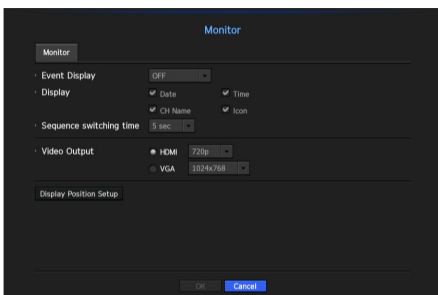 Monitor
Monitor
Event Display OFF
Display Date Time
CH Name Icon
Sequence switching time 5 sec
Video Output HDMI 720p
VGA 1024x768
Display Position Setup
OK Cancel